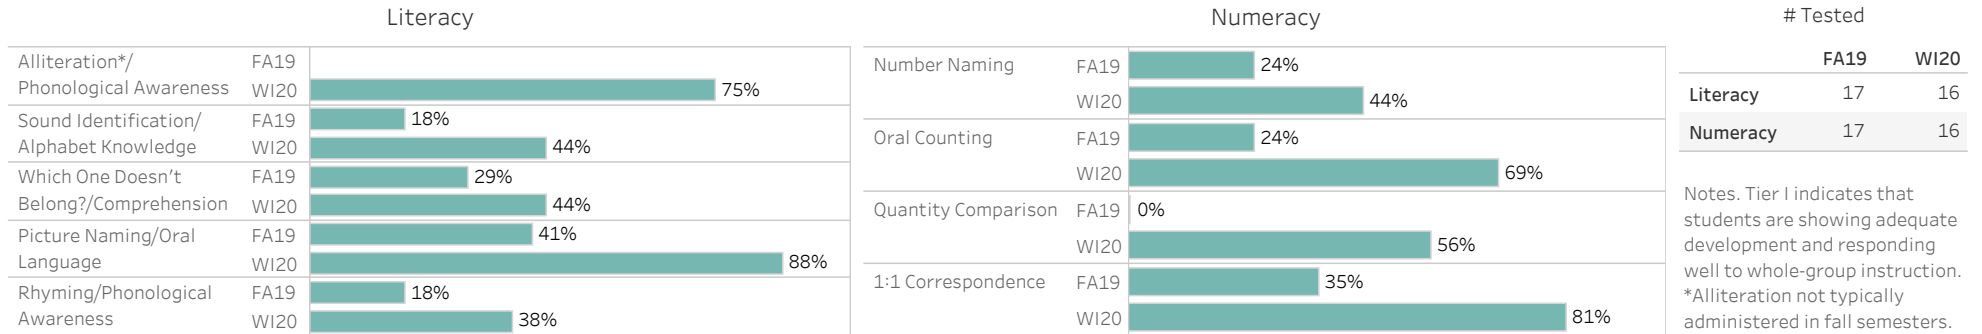 Literacy
Alliteration*/
Phonological Awareness
FA19
WI20 75%
Sound Identification/
Alphabet Knowledge
FA19 18%
WI20 44%
Which One Doesn't
Belong?/Comprehension
FA19 29%
WI20 44%
Picture Naming/Oral
Language
FA19 41%
WI20 88%
Rhyming/Phonological
Awareness
FA19 18%
WI20 38%
Numeracy
Number Naming FA19 24%
WI20 44%
Oral Counting FA19 24%
WI20 69%
Quantity Comparison FA19 0%
WI20 56%
1:1 Correspondence FA19 35%
WI20 81%
# Tested
FA19 WI20
Literacy 17 16
Numeracy 17 16
Notes. Tier I indicates that
students are showing adequate
development and responding
well to whole-group instruction.
*Alliteration not typically
administered in fall semesters.